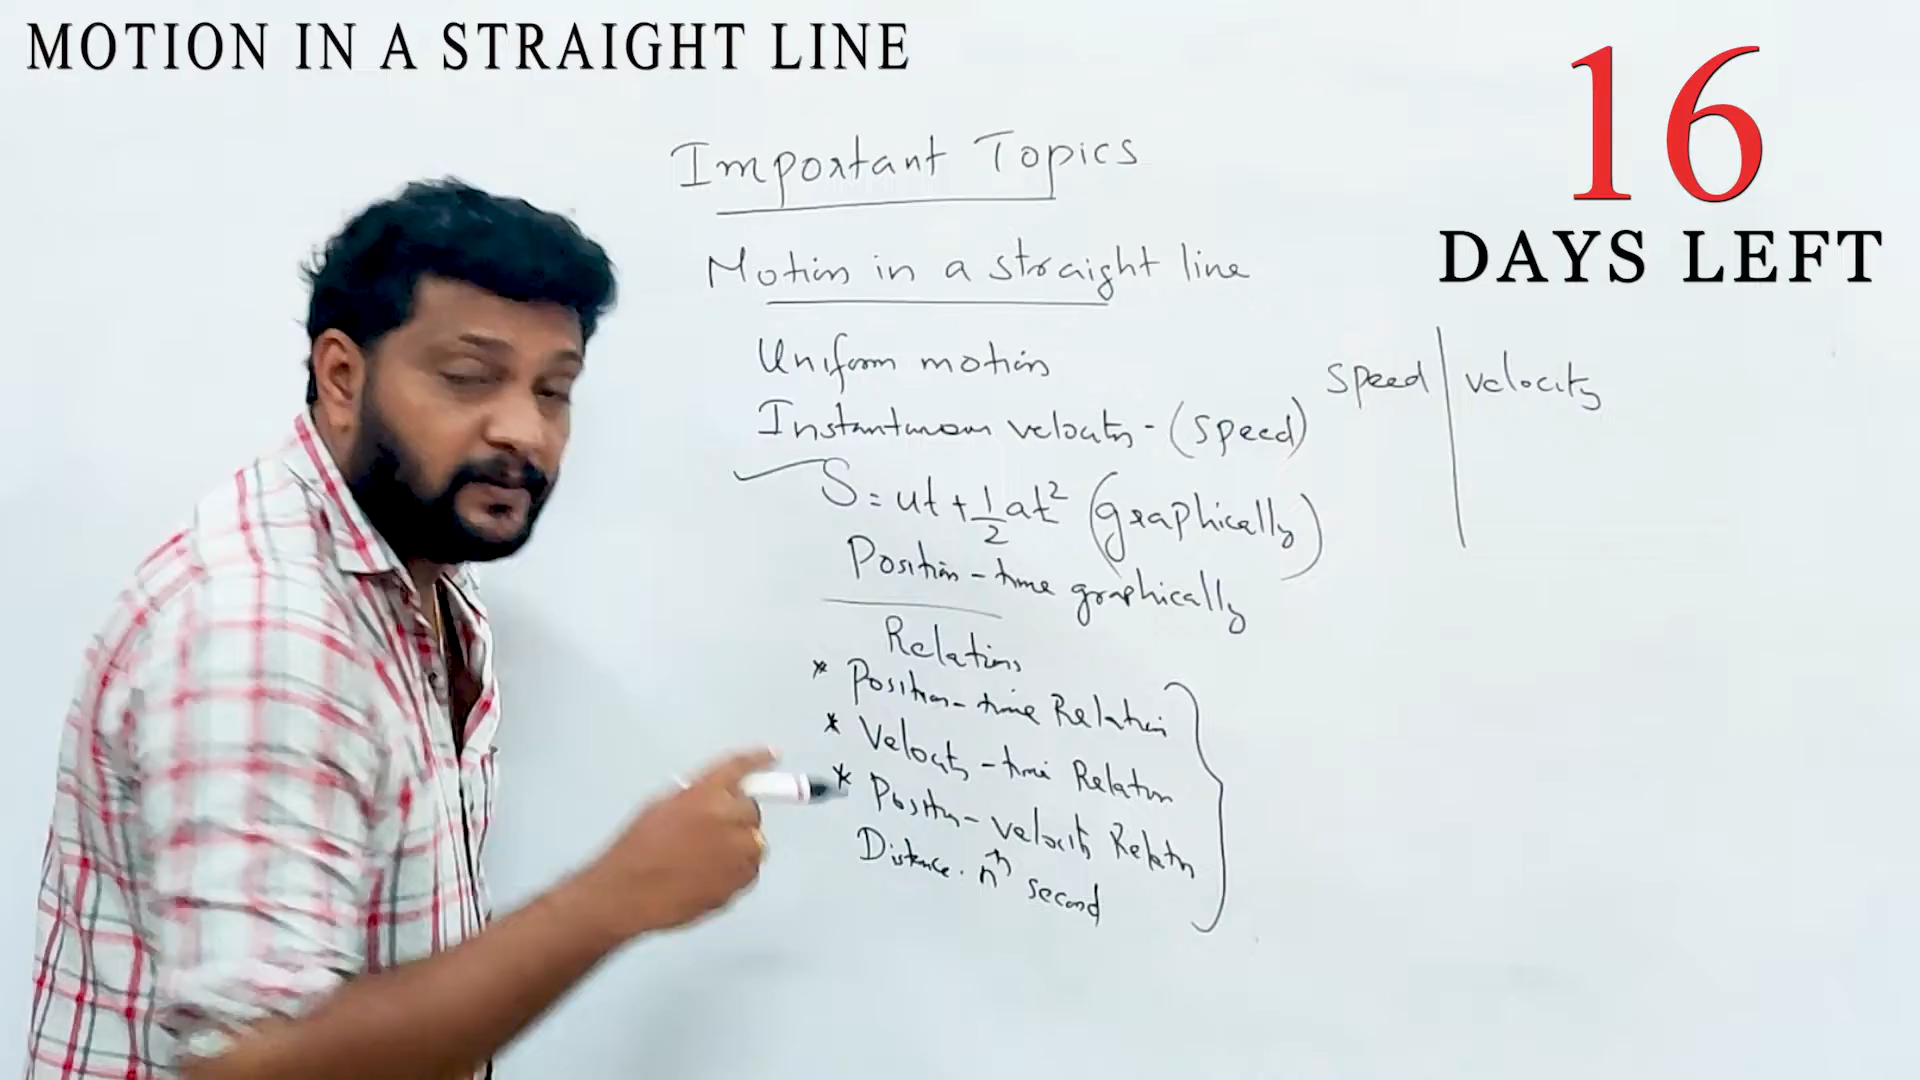 MOTION IN A STRAIGHT LINE
16
DAYS LEFT
Important Topics
Motion in a straight line
Uniform motion
Instantaneous velocity - (speed)
speed | velocity
S = ut + 1/2 at² (graphically)
Position - time graphically
Relations
* Position - time Relation
* Velocity - time Relation
* Position - velocity Relatn
Distance . nth second